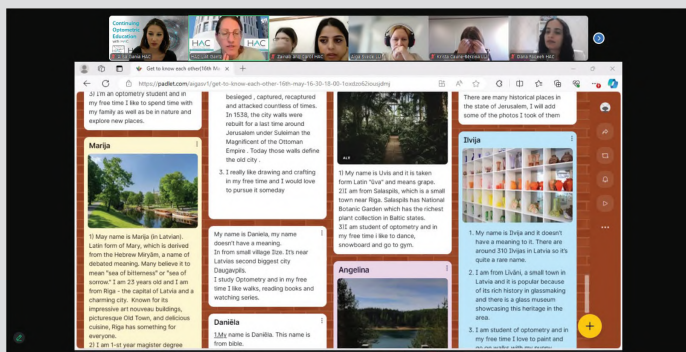 Continuing
Optometric
Education
HAC
HAC
Get to know each other(16th M
https://padlet.com/
3) I'm an optometry student and in
my free time I like to spend time with
my family as well as be in nature and
explore new places.
Marija
1) May name is Marija (in Latvian).
Latin form of Mary, which is derived
from the Hebrew Miryám, a name of
debated meaning. Many believe it to
mean "sea of bitterness" or "sea of
sorrow." I am 23 years old and I am
from Riga - the capital of Latvia and a
charming city. Known for its
impressive art nouveau buildings,
picturesque Old Town, and delicious
cuisine, Riga has something for
everyone.
2) I am 1-st year magister degree
besieged , captured, recaptured
and attacked countless of times.
In 1538, the city walls were
rebuilt for a last time around
Jerusalem under Suleiman the
Magnificent of the Ottoman
Empire . Today those walls define
the old city .
3. I really like drawing and crafting
in my free time and I would love
to pursue it someday
My name is Daniela, my name
doesn't have a meaning.
In from small village Ilze. It's near
Latvias second biggest city
Daugavpils.
I study Optometry and in my free
time I like walks, reading books and
watching series.
Daniēla
1.My name is Daniēlla. This name is
from bible.
1) My name is Uvis and it is taken
form Latin "ūva" and means grape.
2)I am from Salaspils, which is a small
town near Riga. Salaspils has National
Botanic Garden which has the richest
plant collection in Baltic states.
3)I am student of optometry and in
my free time i like to dance,
snowboard and go to gym.
Angelina
There are many historical places in
the state of Jerusalem, I will add
some of the photos I took of them
Ilvija
1. My name is Ilvija and it doesn't
have a meaning to it. There are
around 310 Ilvijas in Latvia so it's
quite a rare name.
2. I am from Līvāni, a small town in
Latvia and it is popular because
of its rich history in glassmaking
and there is a glass museum
showcasing this heritage in the
area.
3. I am student of optometry and in
my free time I love to paint and